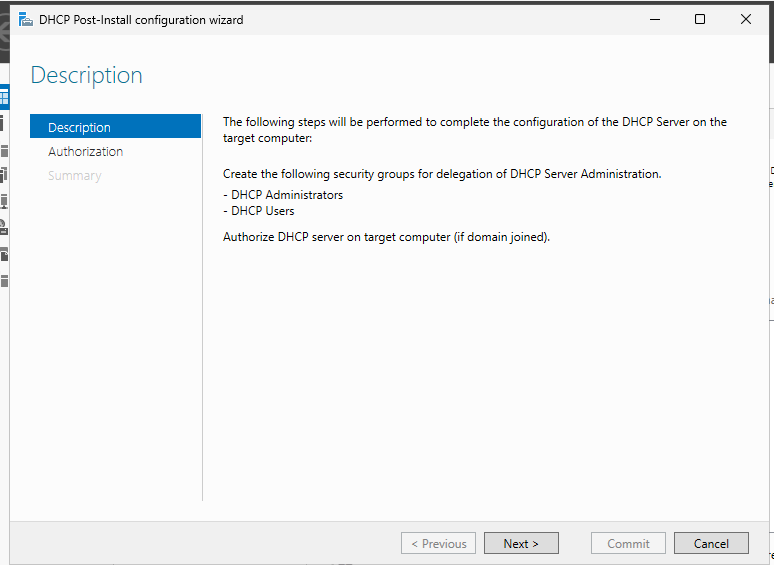 DHCP Post-Install configuration wizard
Description
Description
Authorization
Summary
The following steps will be performed to complete the configuration of the DHCP Server on the
target computer:
Create the following security groups for delegation of DHCP Server Administration.
- DHCP Administrators
- DHCP Users
Authorize DHCP server on target computer (if domain joined).
< Previous
Next >
Commit
Cancel